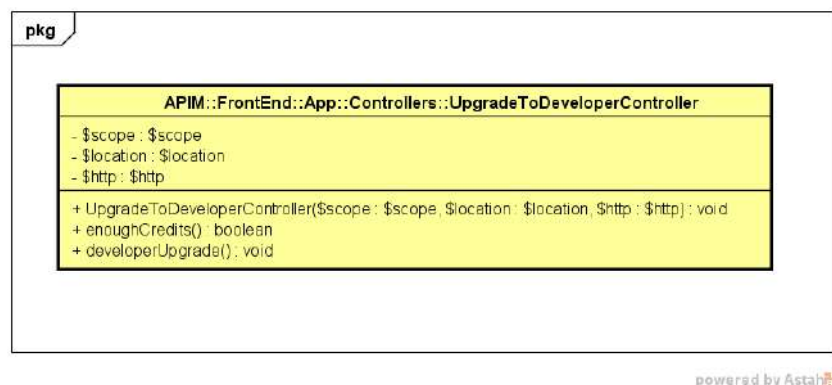 pkg
APIM::FrontEnd::App::Controllers::UpgradeToDeveloperController
- $scope : $scope
- $location : $location
- $http : $http
+ UpgradeToDeveloperController($scope : $scope, $location : $location, $http : $http) : void
+ enoughCredits() : boolean
+ developerUpgrade() : void
powered by Astah